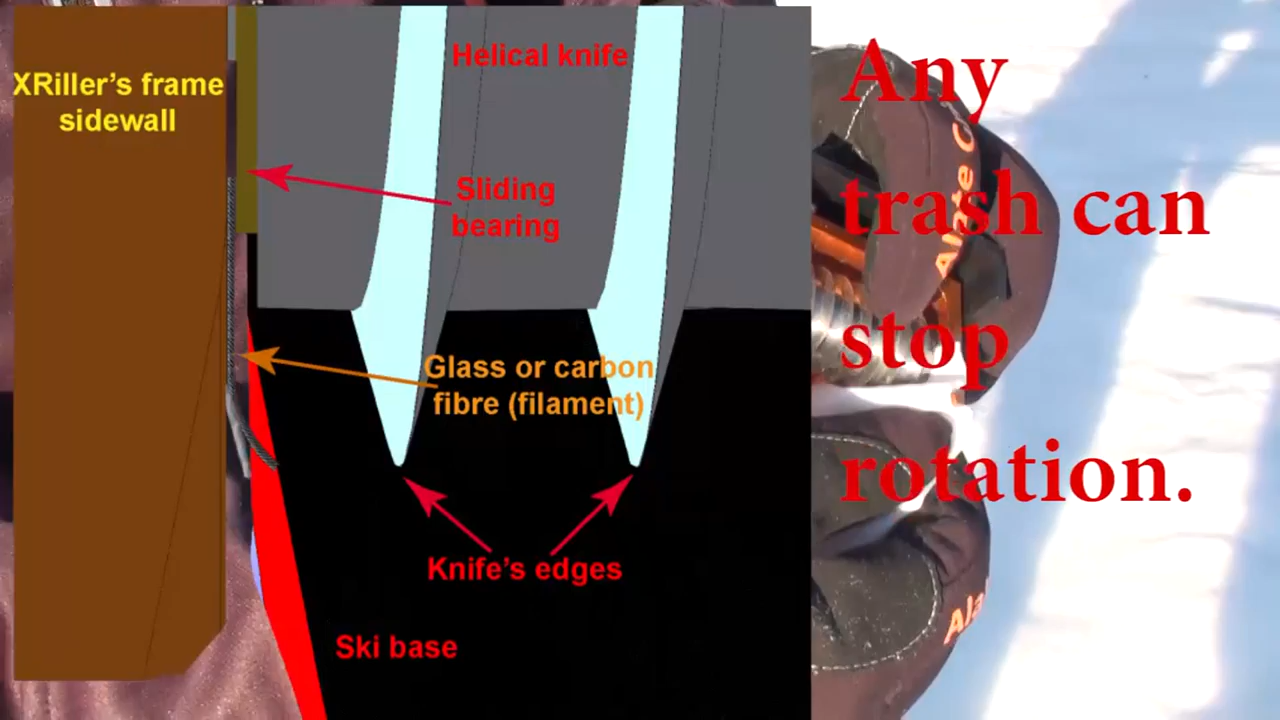 XRiller's frame
sidewall
Helical knife
Sliding
bearing
Glass or carbon
fibre (filament)
Knife's edges
Ski base
Any
trash can
stop
rotation.